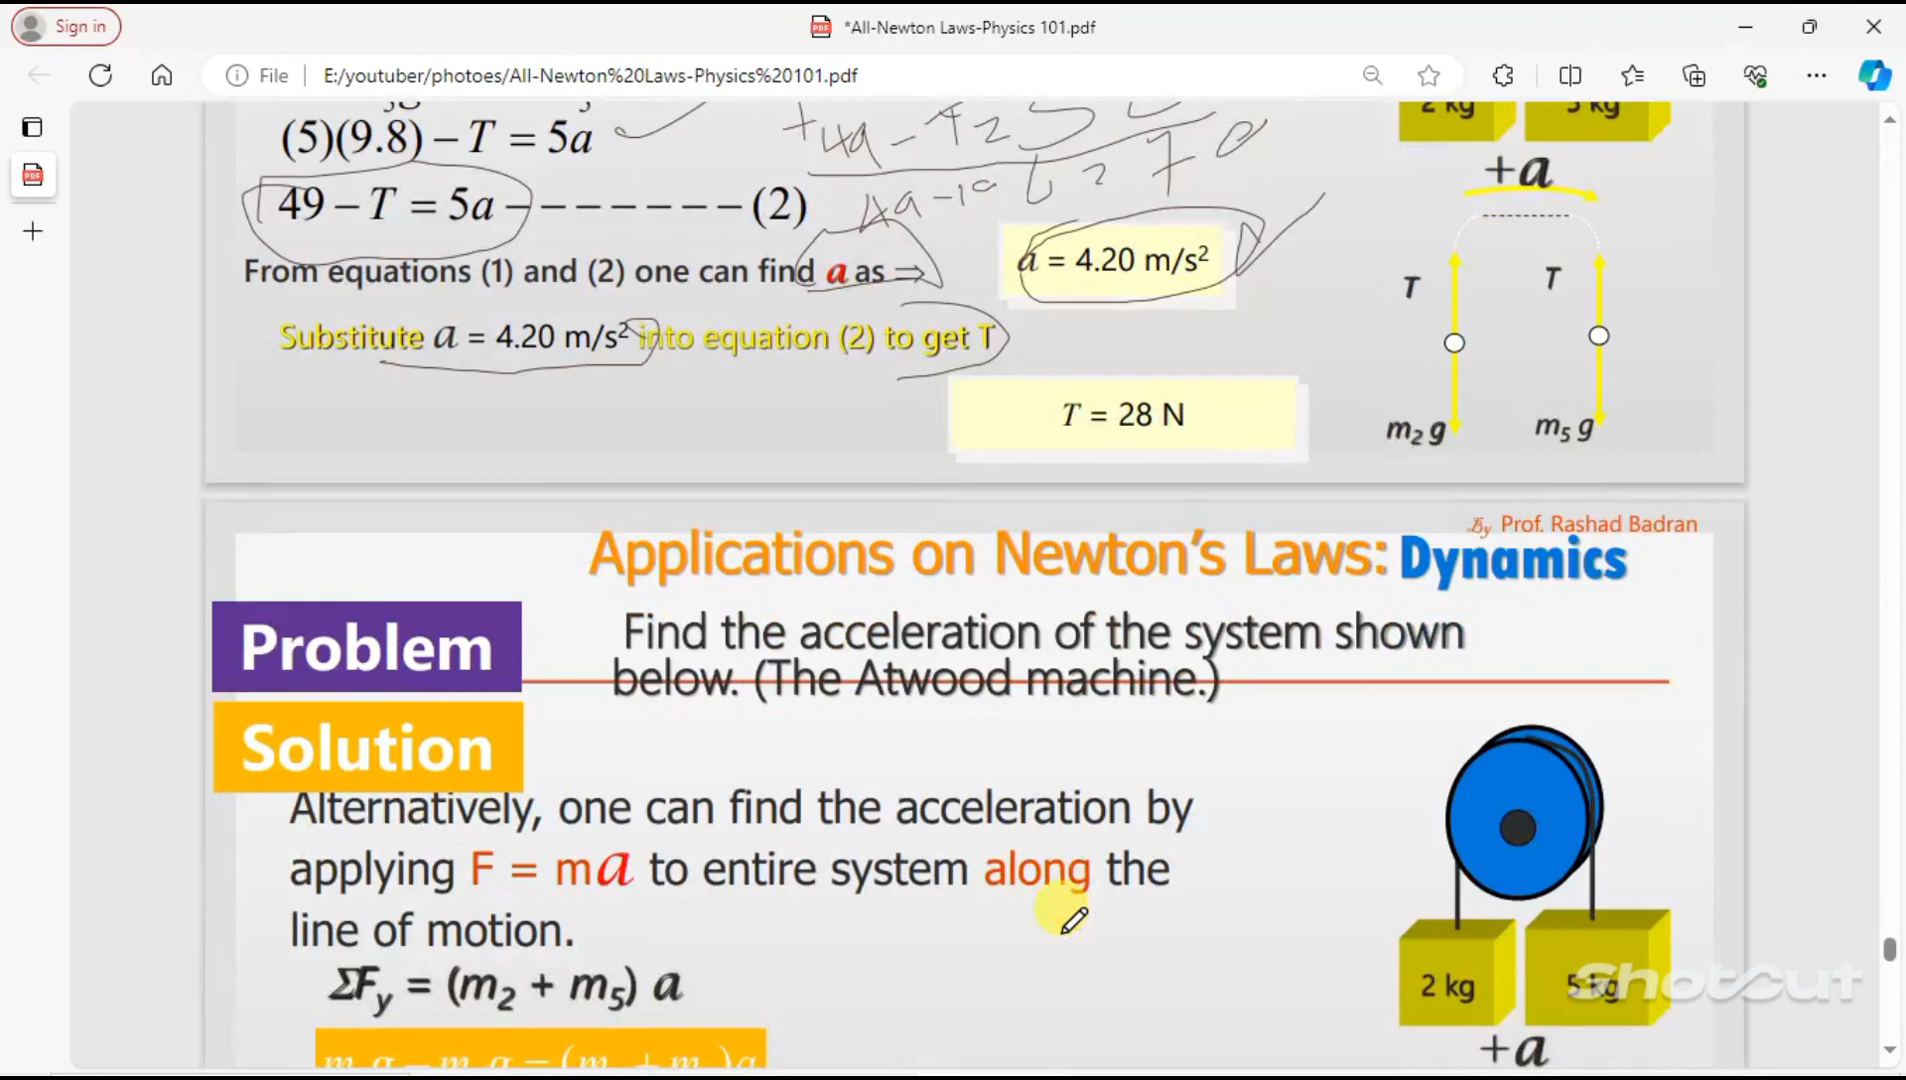 Sign in
*All-Newton Laws-Physics 101.pdf
File
E:/youtuber/photoes/All-Newton%20Laws-Physics%20101.pdf
(5)(9.8) – T = 5a
49 – T = 5a – – – – – – – (2)
From equations (1) and (2) one can find a as ⇒
a = 4.20 m/s²
Substitute a = 4.20 m/s² into equation (2) to get T
T = 28 N
2 kg
5 kg
+a
T
T
m₂ g
m₅ g
By Prof. Rashad Badran
Applications on Newton's Laws: Dynamics
Problem
Find the acceleration of the system shown
below. (The Atwood machine.)
Solution
Alternatively, one can find the acceleration by
applying F = ma to entire system along the
line of motion.
ΣFy = (m₂ + m₅) a
2 kg
5 kg
Shotcut
+a